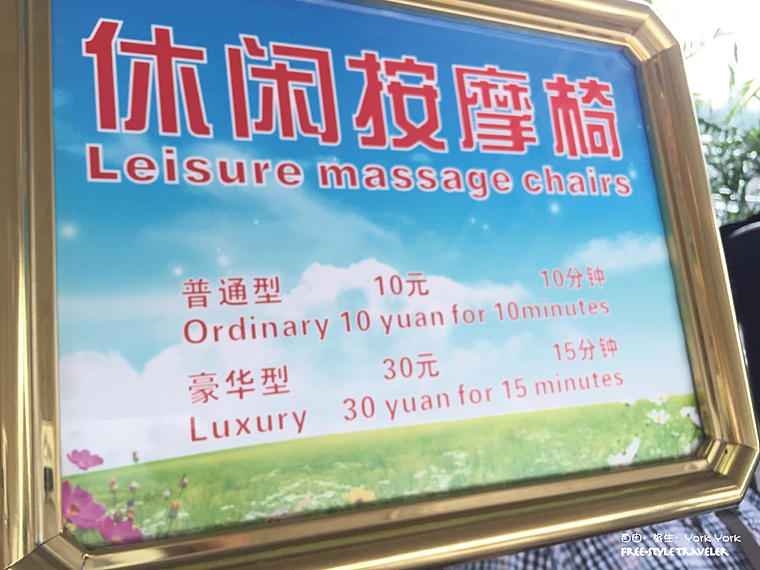 休闲按摩椅
Leisure massage chairs
普通型 10元 10分钟
Ordinary 10 yuan for 10minutes
豪华型 30元 15分钟
Luxury 30 yuan for 15 minutes
York York
FREE-STYLE TRAVELER